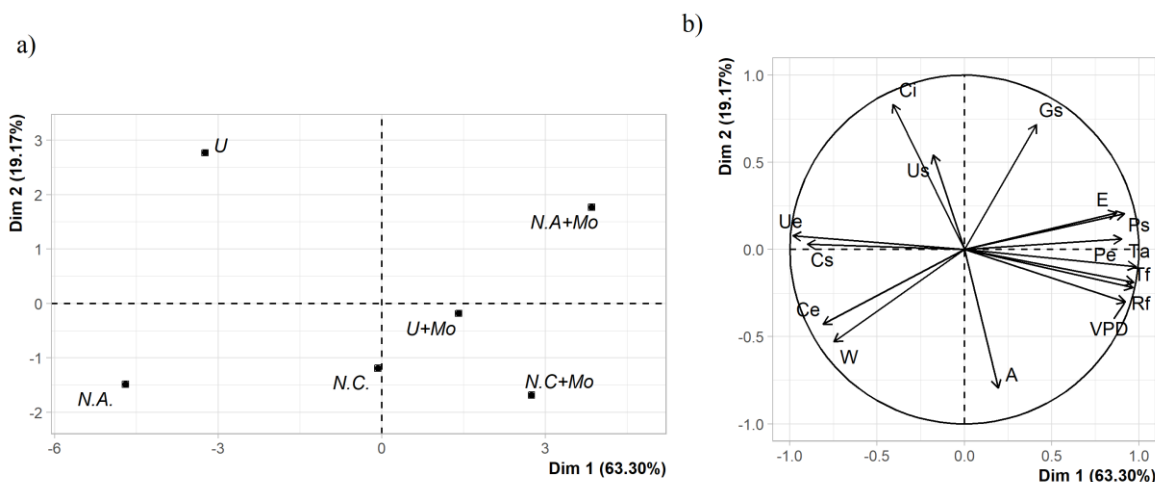 a)
Dim 2 (19.17%)
3
2
1
0
-1
-2
U
N.A+Mo
U+Mo
N.C.
N.C+Mo
N.A.
-6
-3
0
3
Dim 1 (63.30%)
b)
Dim 2 (19.17%)
1.0
0.5
0.0
-0.5
-1.0
Ci
Gs
Us
E
Ue
Ps
Cs
Pe
Ta
Tf
Ce
Rf
VPD
W
A
-1.0
-0.5
0.0
0.5
1.0
Dim 1 (63.30%)